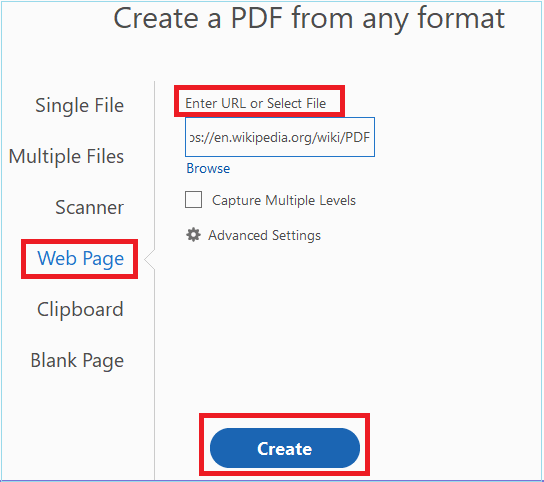 Create a PDF from any format
Single File
Multiple Files
Scanner
Web Page
Clipboard
Blank Page
Enter URL or Select File
os://en.wikipedia.org/wiki/PDF
Browse
Capture Multiple Levels
Advanced Settings
Create